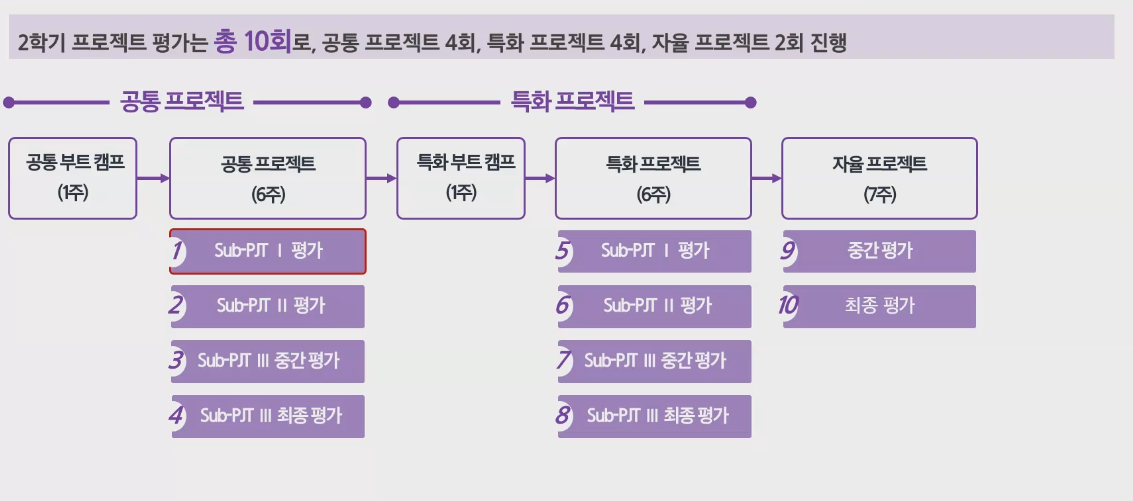 2학기 프로젝트 평가는 총 10회로, 공통 프로젝트 4회, 특화 프로젝트 4회, 자율 프로젝트 2회 진행
공통 프로젝트
특화 프로젝트
공통 부트 캠프
(1주)
공통 프로젝트
(6주)
특화 부트 캠프
(1주)
특화 프로젝트
(6주)
자율 프로젝트
(7주)
1 Sub-PJT Ⅰ 평가
2 Sub-PJT Ⅱ 평가
3 Sub-PJT Ⅲ 중간 평가
4 Sub-PJT Ⅲ 최종 평가
5 Sub-PJT Ⅰ 평가
6 Sub-PJT Ⅱ 평가
7 Sub-PJT Ⅲ 중간 평가
8 Sub-PJT Ⅲ 최종 평가
9 중간 평가
10 최종 평가